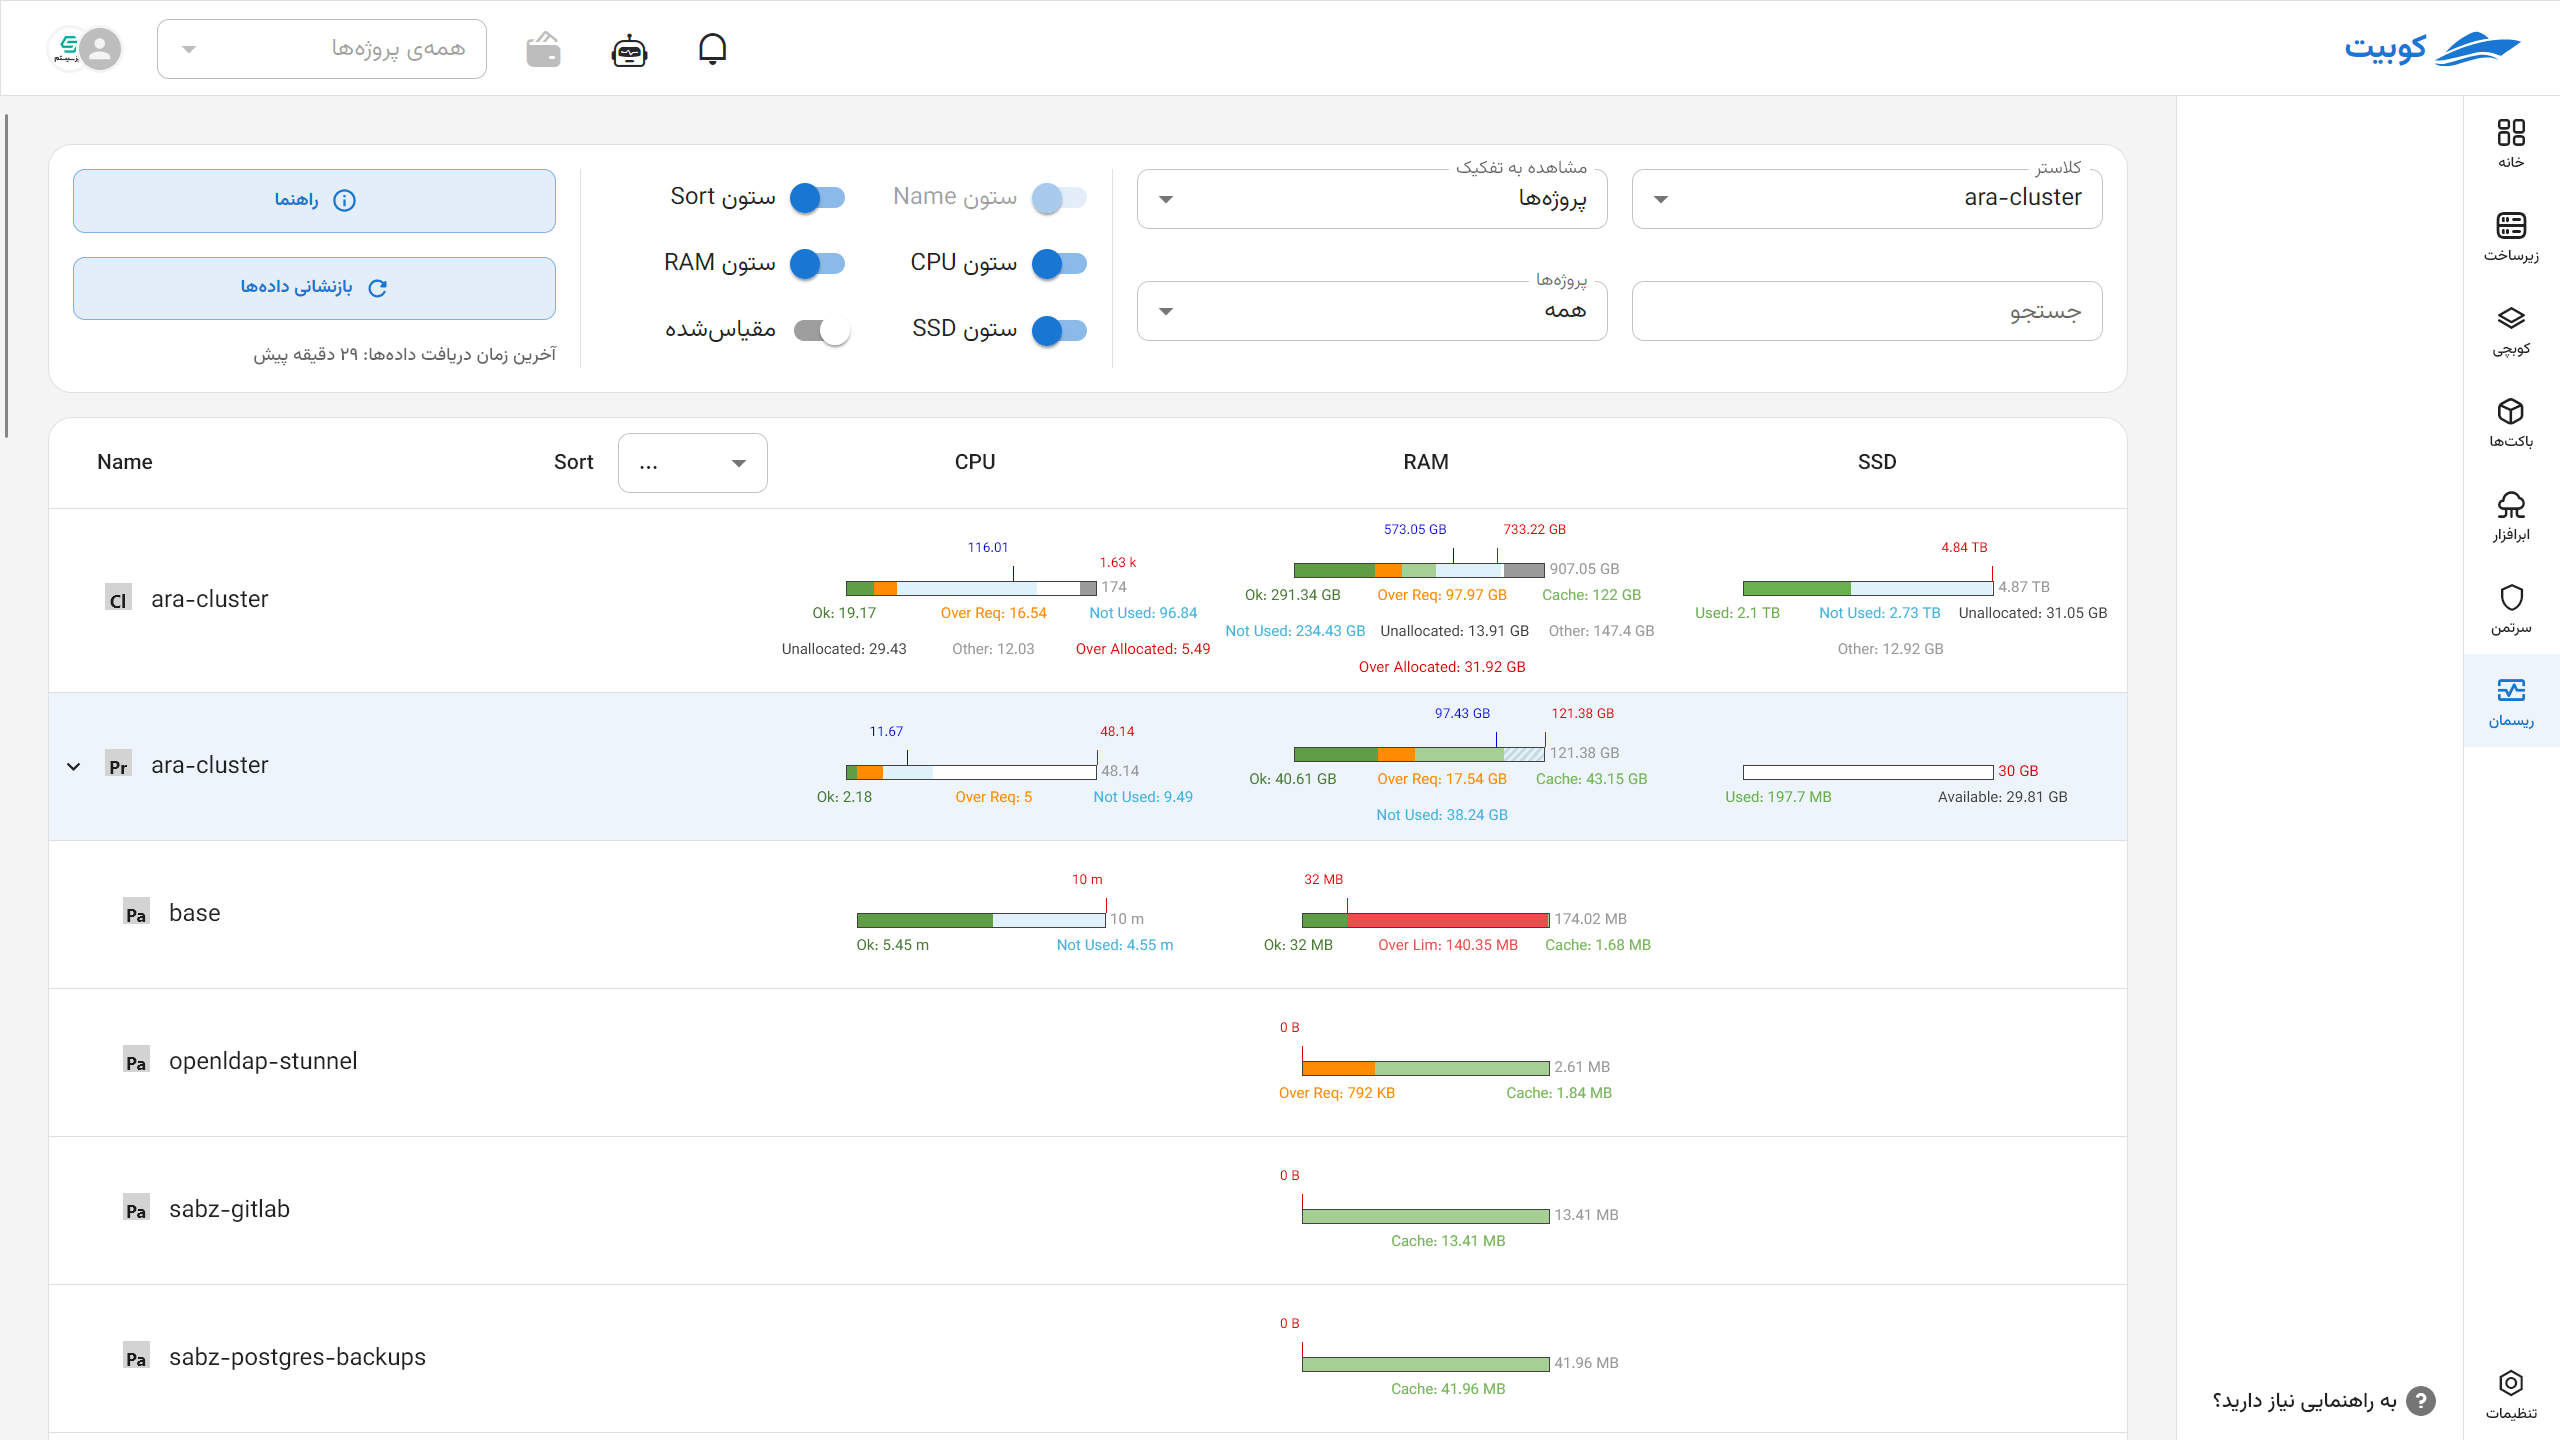 کوبیت
همه‌ی پروژه‌ها
خانه
زیرساخت
کوبچی
باکت‌ها
ابرافزار
سرتمن
ریسمان
تنظیمات
به راهنمایی نیاز دارید؟
کلاستر
ara-cluster
مشاهده به تفکیک
پروژه‌ها
جستجو
پروژه‌ها
همه
ستون Name
ستون Sort
ستون CPU
ستون RAM
ستون SSD
مقیاس‌شده
راهنما
بازنشانی داده‌ها
آخرین زمان دریافت داده‌ها: ۲۹ دقیقه پیش
Name Sort ... CPU RAM SSD
Cl ara-cluster
116.01 1.63 k
174
Ok: 19.17 Over Req: 16.54 Not Used: 96.84
Unallocated: 29.43 Other: 12.03 Over Allocated: 5.49
573.05 GB 733.22 GB
907.05 GB
Ok: 291.34 GB Over Req: 97.97 GB Cache: 122 GB
Not Used: 234.43 GB Unallocated: 13.91 GB Other: 147.4 GB
Over Allocated: 31.92 GB
4.84 TB
4.87 TB
Used: 2.1 TB Not Used: 2.73 TB Unallocated: 31.05 GB
Other: 12.92 GB
Pr ara-cluster
11.67 48.14
48.14
Ok: 2.18 Over Req: 5 Not Used: 9.49
97.43 GB 121.38 GB
121.38 GB
Ok: 40.61 GB Over Req: 17.54 GB Cache: 43.15 GB
Not Used: 38.24 GB
30 GB
Used: 197.7 MB Available: 29.81 GB
Pa base
10 m
10 m
Ok: 5.45 m Not Used: 4.55 m
32 MB
174.02 MB
Ok: 32 MB Over Lim: 140.35 MB Cache: 1.68 MB
Pa openldap-stunnel
0 B
2.61 MB
Over Req: 792 KB Cache: 1.84 MB
Pa sabz-gitlab
0 B
13.41 MB
Cache: 13.41 MB
Pa sabz-postgres-backups
0 B
41.96 MB
Cache: 41.96 MB